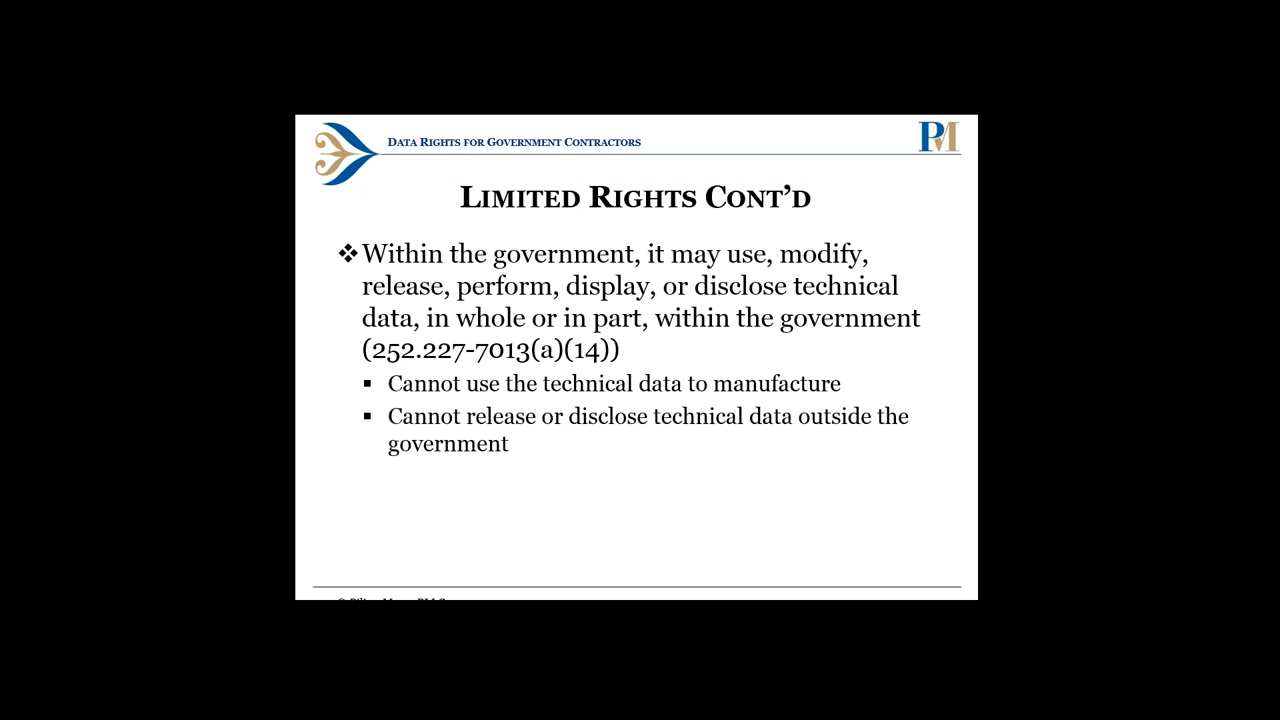 DATA RIGHTS FOR GOVERNMENT CONTRACTORS
PM
LIMITED RIGHTS CONT’D
❖Within the government, it may use, modify,
release, perform, display, or disclose technical
data, in whole or in part, within the government
(252.227-7013(a)(14))
▪ Cannot use the technical data to manufacture
▪ Cannot release or disclose technical data outside the
government